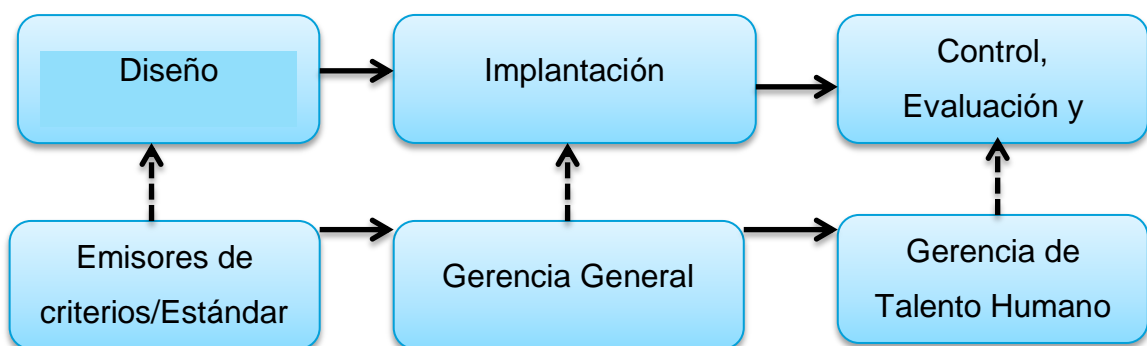 Diseño
Implantación
Control,
Evaluación y
Emisores de
criterios/Estándar
Gerencia General
Gerencia de
Talento Humano